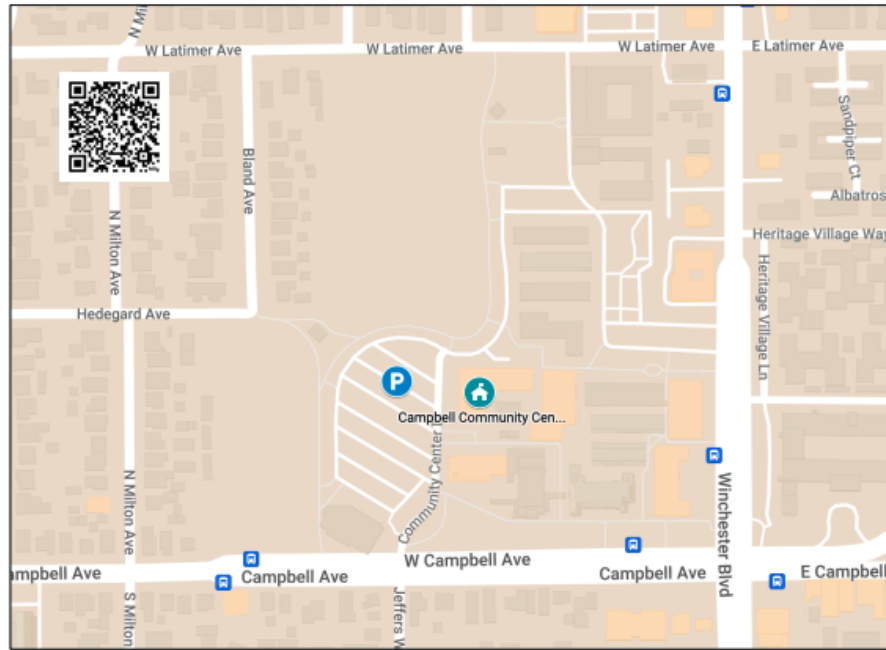 N Mil
W Latimer Ave
W Latimer Ave
W Latimer Ave
E Latimer Ave
Sandpiper Ct
Bland Ave
Albatros
N Milton Ave
Heritage Village Way
Heritage Village Ln
Hedegard Ave
P
Campbell Community Cen...
Community Center
N Milton Ave
Winchester Blvd
W Campbell Ave
ampbell Ave
Campbell Ave
Campbell Ave
E Campbell
S Milton
Jeffers W